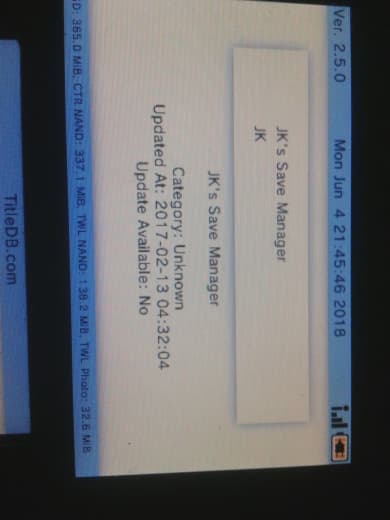 Ver. 2.5.0 Mon Jun 4 21:45:46 2018
JK's Save Manager
JK
JK's Save Manager
Category: Unknown
Updated At: 2017-02-13 04:32:04
Update Available: No
SD: 365.0 MiB, CTR NAND: 337.1 MiB, TWL NAND: 138.2 MiB, TWL Photo: 32.6 MiB
TitleDB.com